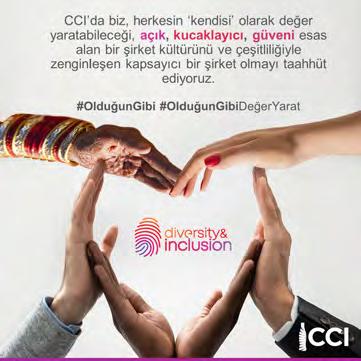 CCI'da biz, herkesin 'kendisi' olarak değer
yaratabileceği, açık, kucaklayıcı, güveni esas
alan bir şirket kültürünü ve çeşitliliğiyle
zenginleşen kapsayıcı bir şirket olmayı taahhüt
ediyoruz.
#OlduğunGibi #OlduğunGibiDeğerYarat
diversity&
inclusion
CCI